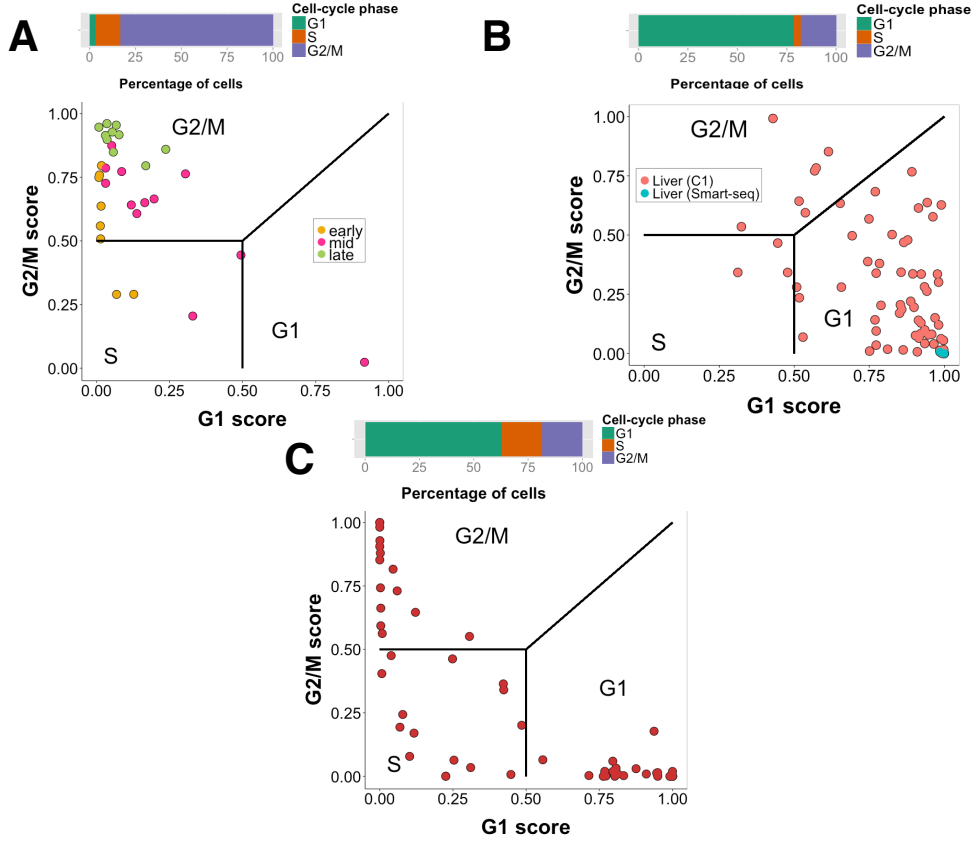 A
Cell-cycle phase
G1
S
G2/M
0 25 50 75 100
Percentage of cells
1.00
0.75
0.50
0.25
0.00
G2/M score
G2/M
early
mid
late
G1
S
0.00 0.25 0.50 0.75 1.00
G1 score
B
Cell-cycle phase
G1
S
G2/M
0 25 50 75 100
Percentage of cells
1.00
0.75
0.50
0.25
0.00
G2/M score
G2/M
Liver (C1)
Liver (Smart-seq)
G1
S
0.00 0.25 0.50 0.75 1.00
G1 score
C
Cell-cycle phase
G1
S
G2/M
0 25 50 75 100
Percentage of cells
1.00
0.75
0.50
0.25
0.00
G2/M score
G2/M
G1
S
0.00 0.25 0.50 0.75 1.00
G1 score